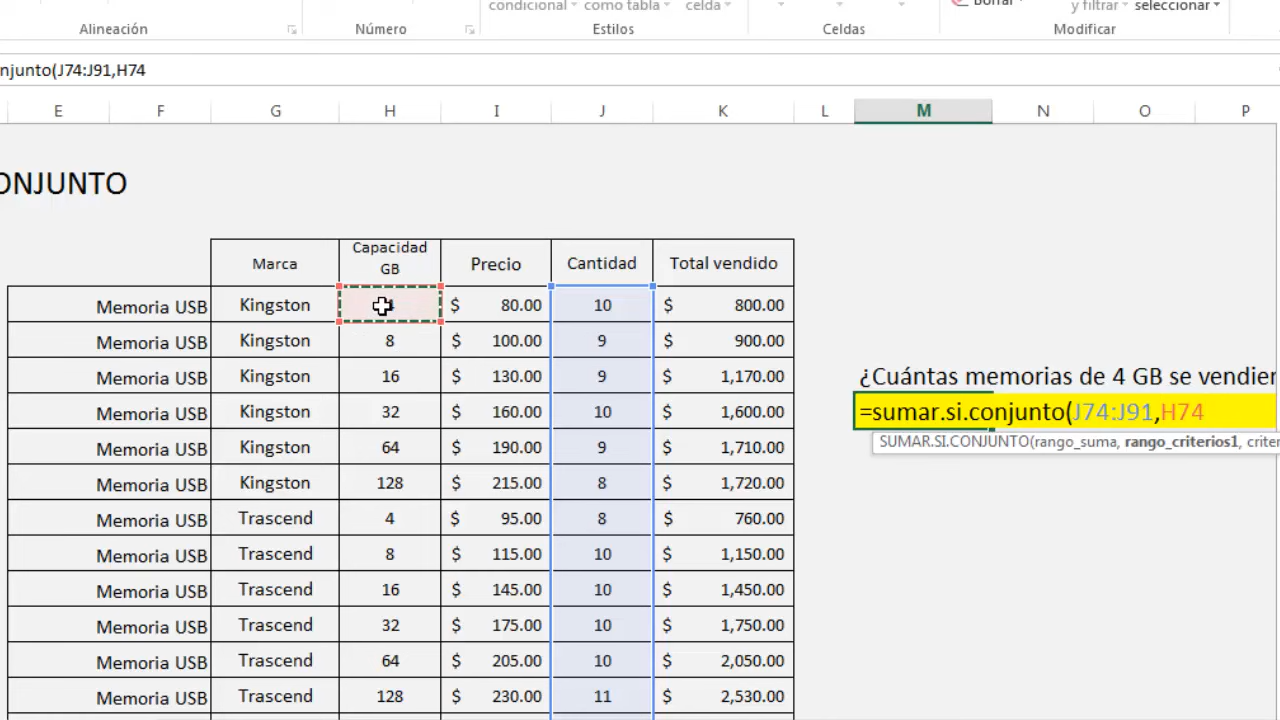 condicional como tabla celda
Borrar y filtrar seleccionar
Alineación Número Estilos Celdas Modificar
njunto(J74:J91,H74
E F G H I J K L M N O P
ONJUNTO
Marca Capacidad GB Precio Cantidad Total vendido
Memoria USB Kingston $ 80.00 10 $ 800.00
Memoria USB Kingston 8 $ 100.00 9 $ 900.00
Memoria USB Kingston 16 $ 130.00 9 $ 1,170.00
¿Cuántas memorias de 4 GB se vendier
Memoria USB Kingston 32 $ 160.00 10 $ 1,600.00
=sumar.si.conjunto(J74:J91,H74
SUMAR.SI.CONJUNTO(rango_suma, rango_criterios1, criter
Memoria USB Kingston 64 $ 190.00 9 $ 1,710.00
Memoria USB Kingston 128 $ 215.00 8 $ 1,720.00
Memoria USB Trascend 4 $ 95.00 8 $ 760.00
Memoria USB Trascend 8 $ 115.00 10 $ 1,150.00
Memoria USB Trascend 16 $ 145.00 10 $ 1,450.00
Memoria USB Trascend 32 $ 175.00 10 $ 1,750.00
Memoria USB Trascend 64 $ 205.00 10 $ 2,050.00
Memoria USB Trascend 128 $ 230.00 11 $ 2,530.00